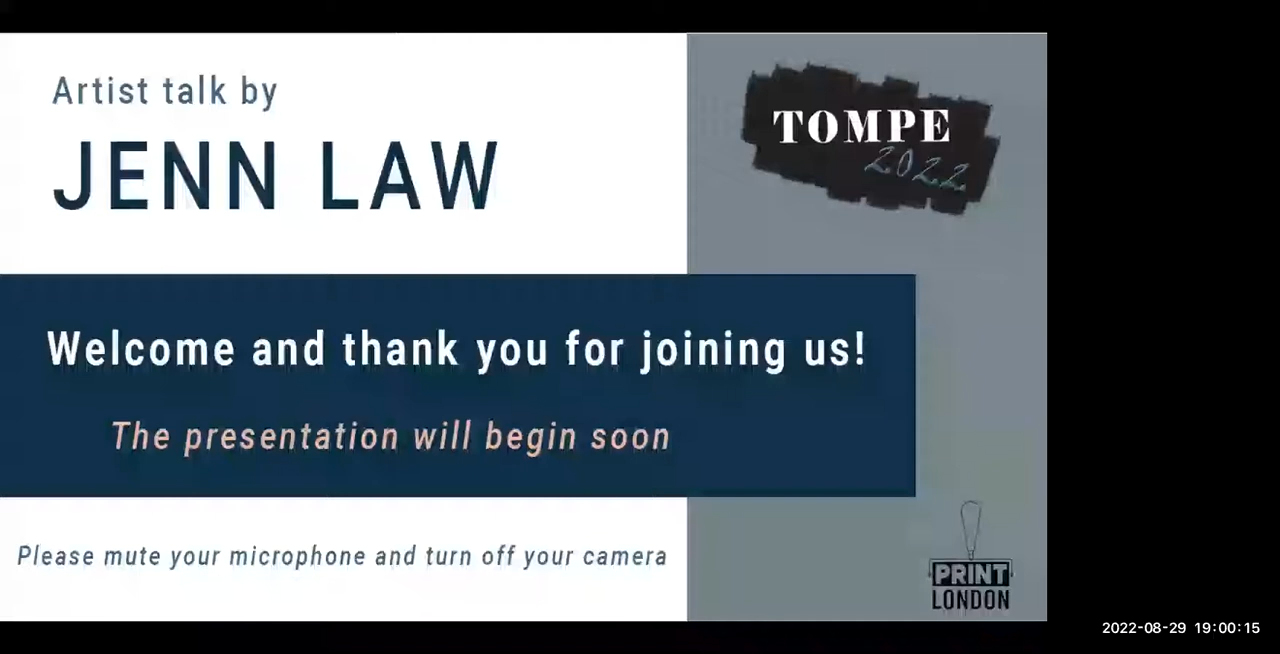 Artist talk by
JENN LAW
TOMPE
2022
Welcome and thank you for joining us!
The presentation will begin soon
Please mute your microphone and turn off your camera
PRINT
LONDON
2022-08-29 19:00:15